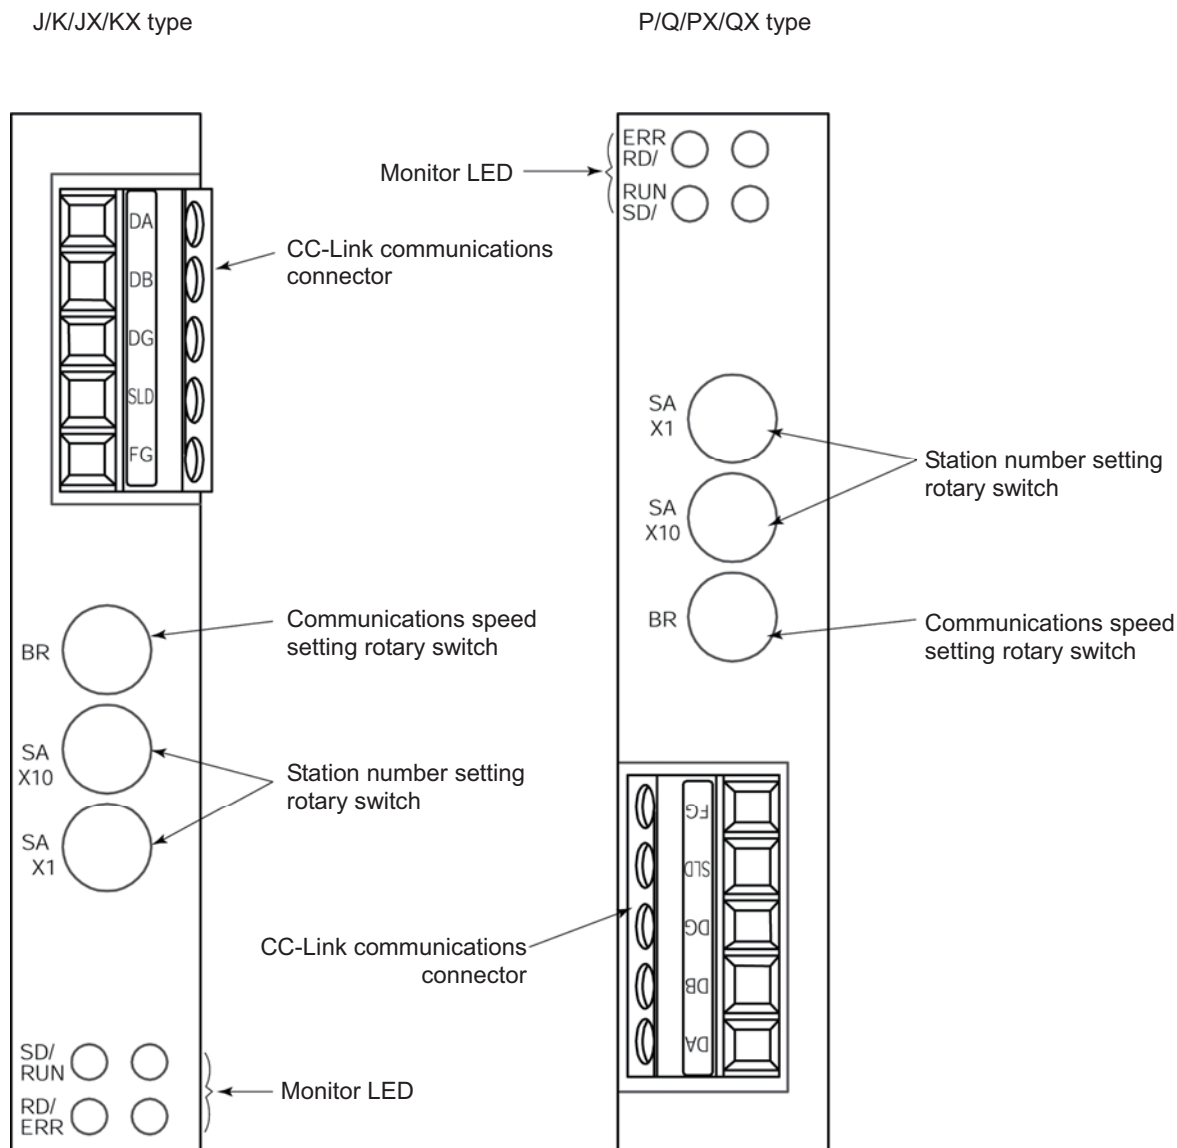 J/K/JX/KX type
DA
DB
DG
SLD
FG
CC-Link communications
connector
BR
Communications speed
setting rotary switch
SA
X10
SA
X1
Station number setting
rotary switch
SD/
RUN
RD/
ERR
Monitor LED
P/Q/PX/QX type
Monitor LED
ERR
RD/
RUN
SD/
SA
X1
SA
X10
Station number setting
rotary switch
BR
Communications speed
setting rotary switch
CC-Link communications
connector
FG
SLD
DG
DB
DA